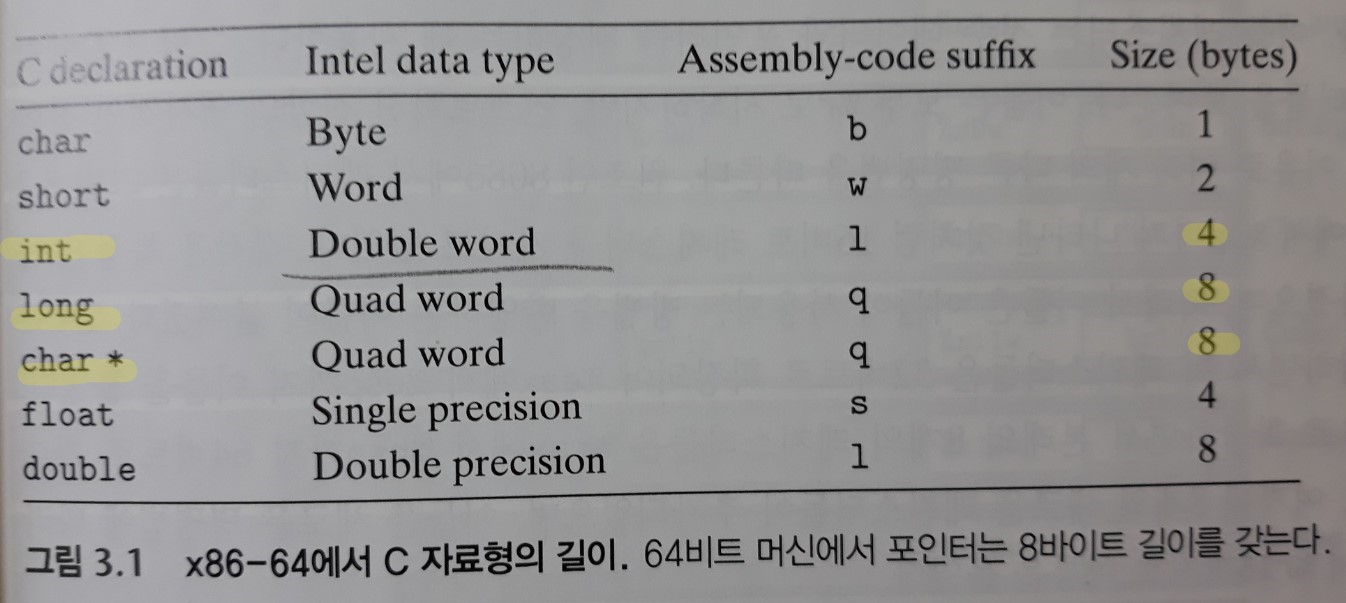 C declaration Intel data type Assembly-code suffix Size (bytes)
char Byte b 1
short Word w 2
int Double word l 4
long Quad word q 8
char * Quad word q 8
float Single precision s 4
double Double precision l 8
그림 3.1 x86-64에서 C 자료형의 길이. 64비트 머신에서 포인터는 8바이트 길이를 갖는다.